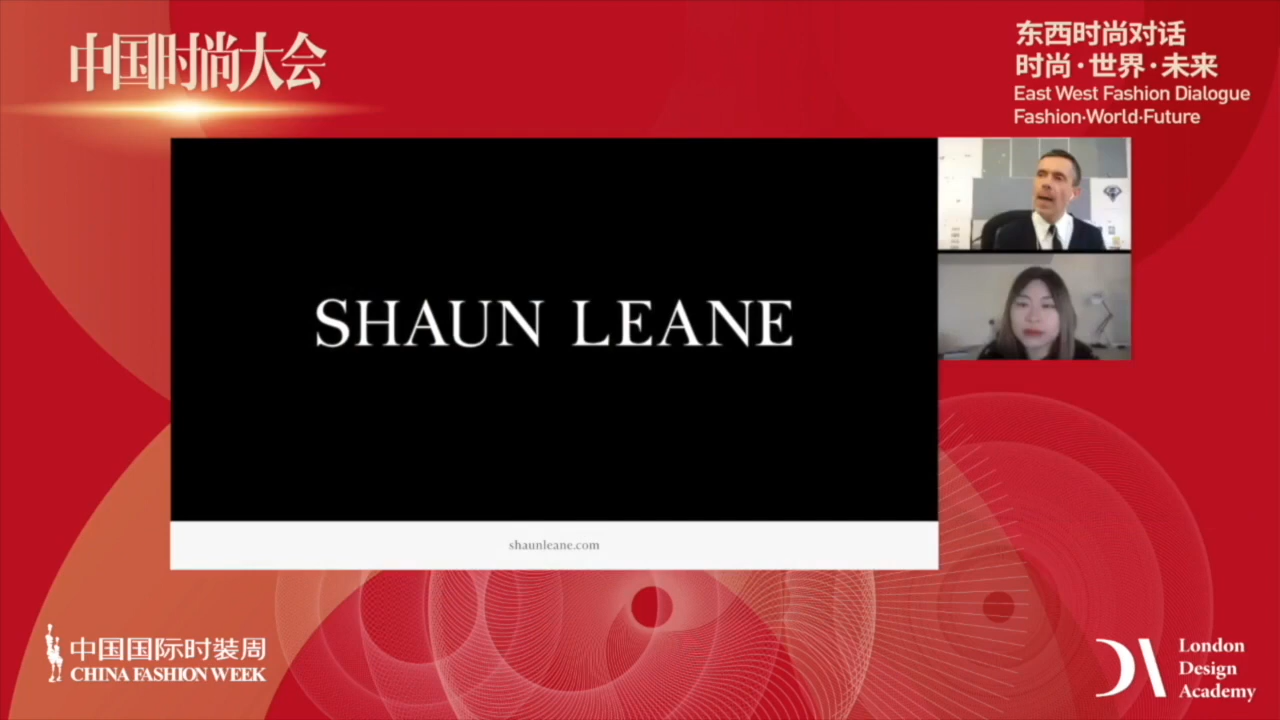 中国时尚大会
东西时尚对话
时尚·世界·未来
East West Fashion Dialogue
Fashion·World·Future
SHAUN LEANE
shaunleane.com
中国国际时装周
CHINA FASHION WEEK
London
Design
Academy